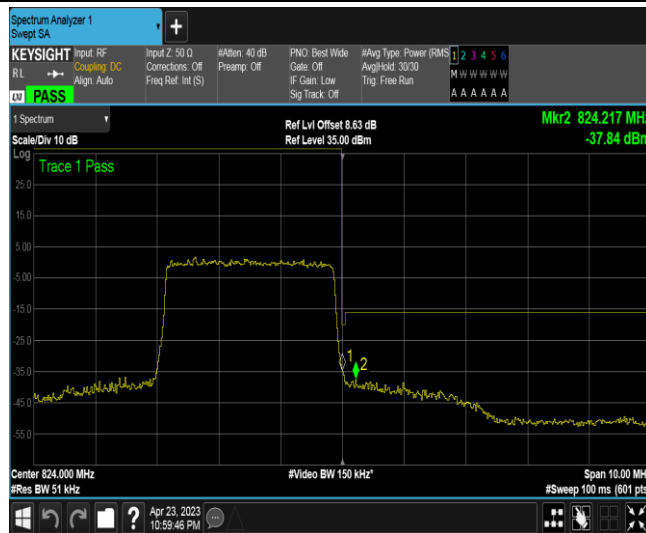 Spectrum Analyzer 1
Swept SA
+
KEYSIGHT
RL
LXI PASS
Input: RF
Coupling: DC
Align: Auto
Input Z: 50 Ω
Corrections: Off
Freq Ref: Int (S)
#Atten: 40 dB
Preamp: Off
PNO: Best Wide
Gate: Off
IF Gain: Low
Sig Track: Off
#Avg Type: Power (RMS
Avg|Hold: 30/30
Trig: Free Run
1 2 3 4 5 6
M W W W W W
A A A A A A
1 Spectrum
Scale/Div 10 dB
Ref Lvl Offset 8.63 dB
Ref Level 35.00 dBm
Mkr2 824.217 MHz
-37.84 dBm
Log
Trace 1 Pass
25.0
15.0
5.00
-5.00
-15.0
-25.0
-35.0
-45.0
-55.0
1
2
Center 824.000 MHz
#Res BW 51 kHz
#Video BW 150 kHz*
Span 10.00 MH
#Sweep 100 ms (601 pts
?
Apr 23, 2023
10:59:46 PM